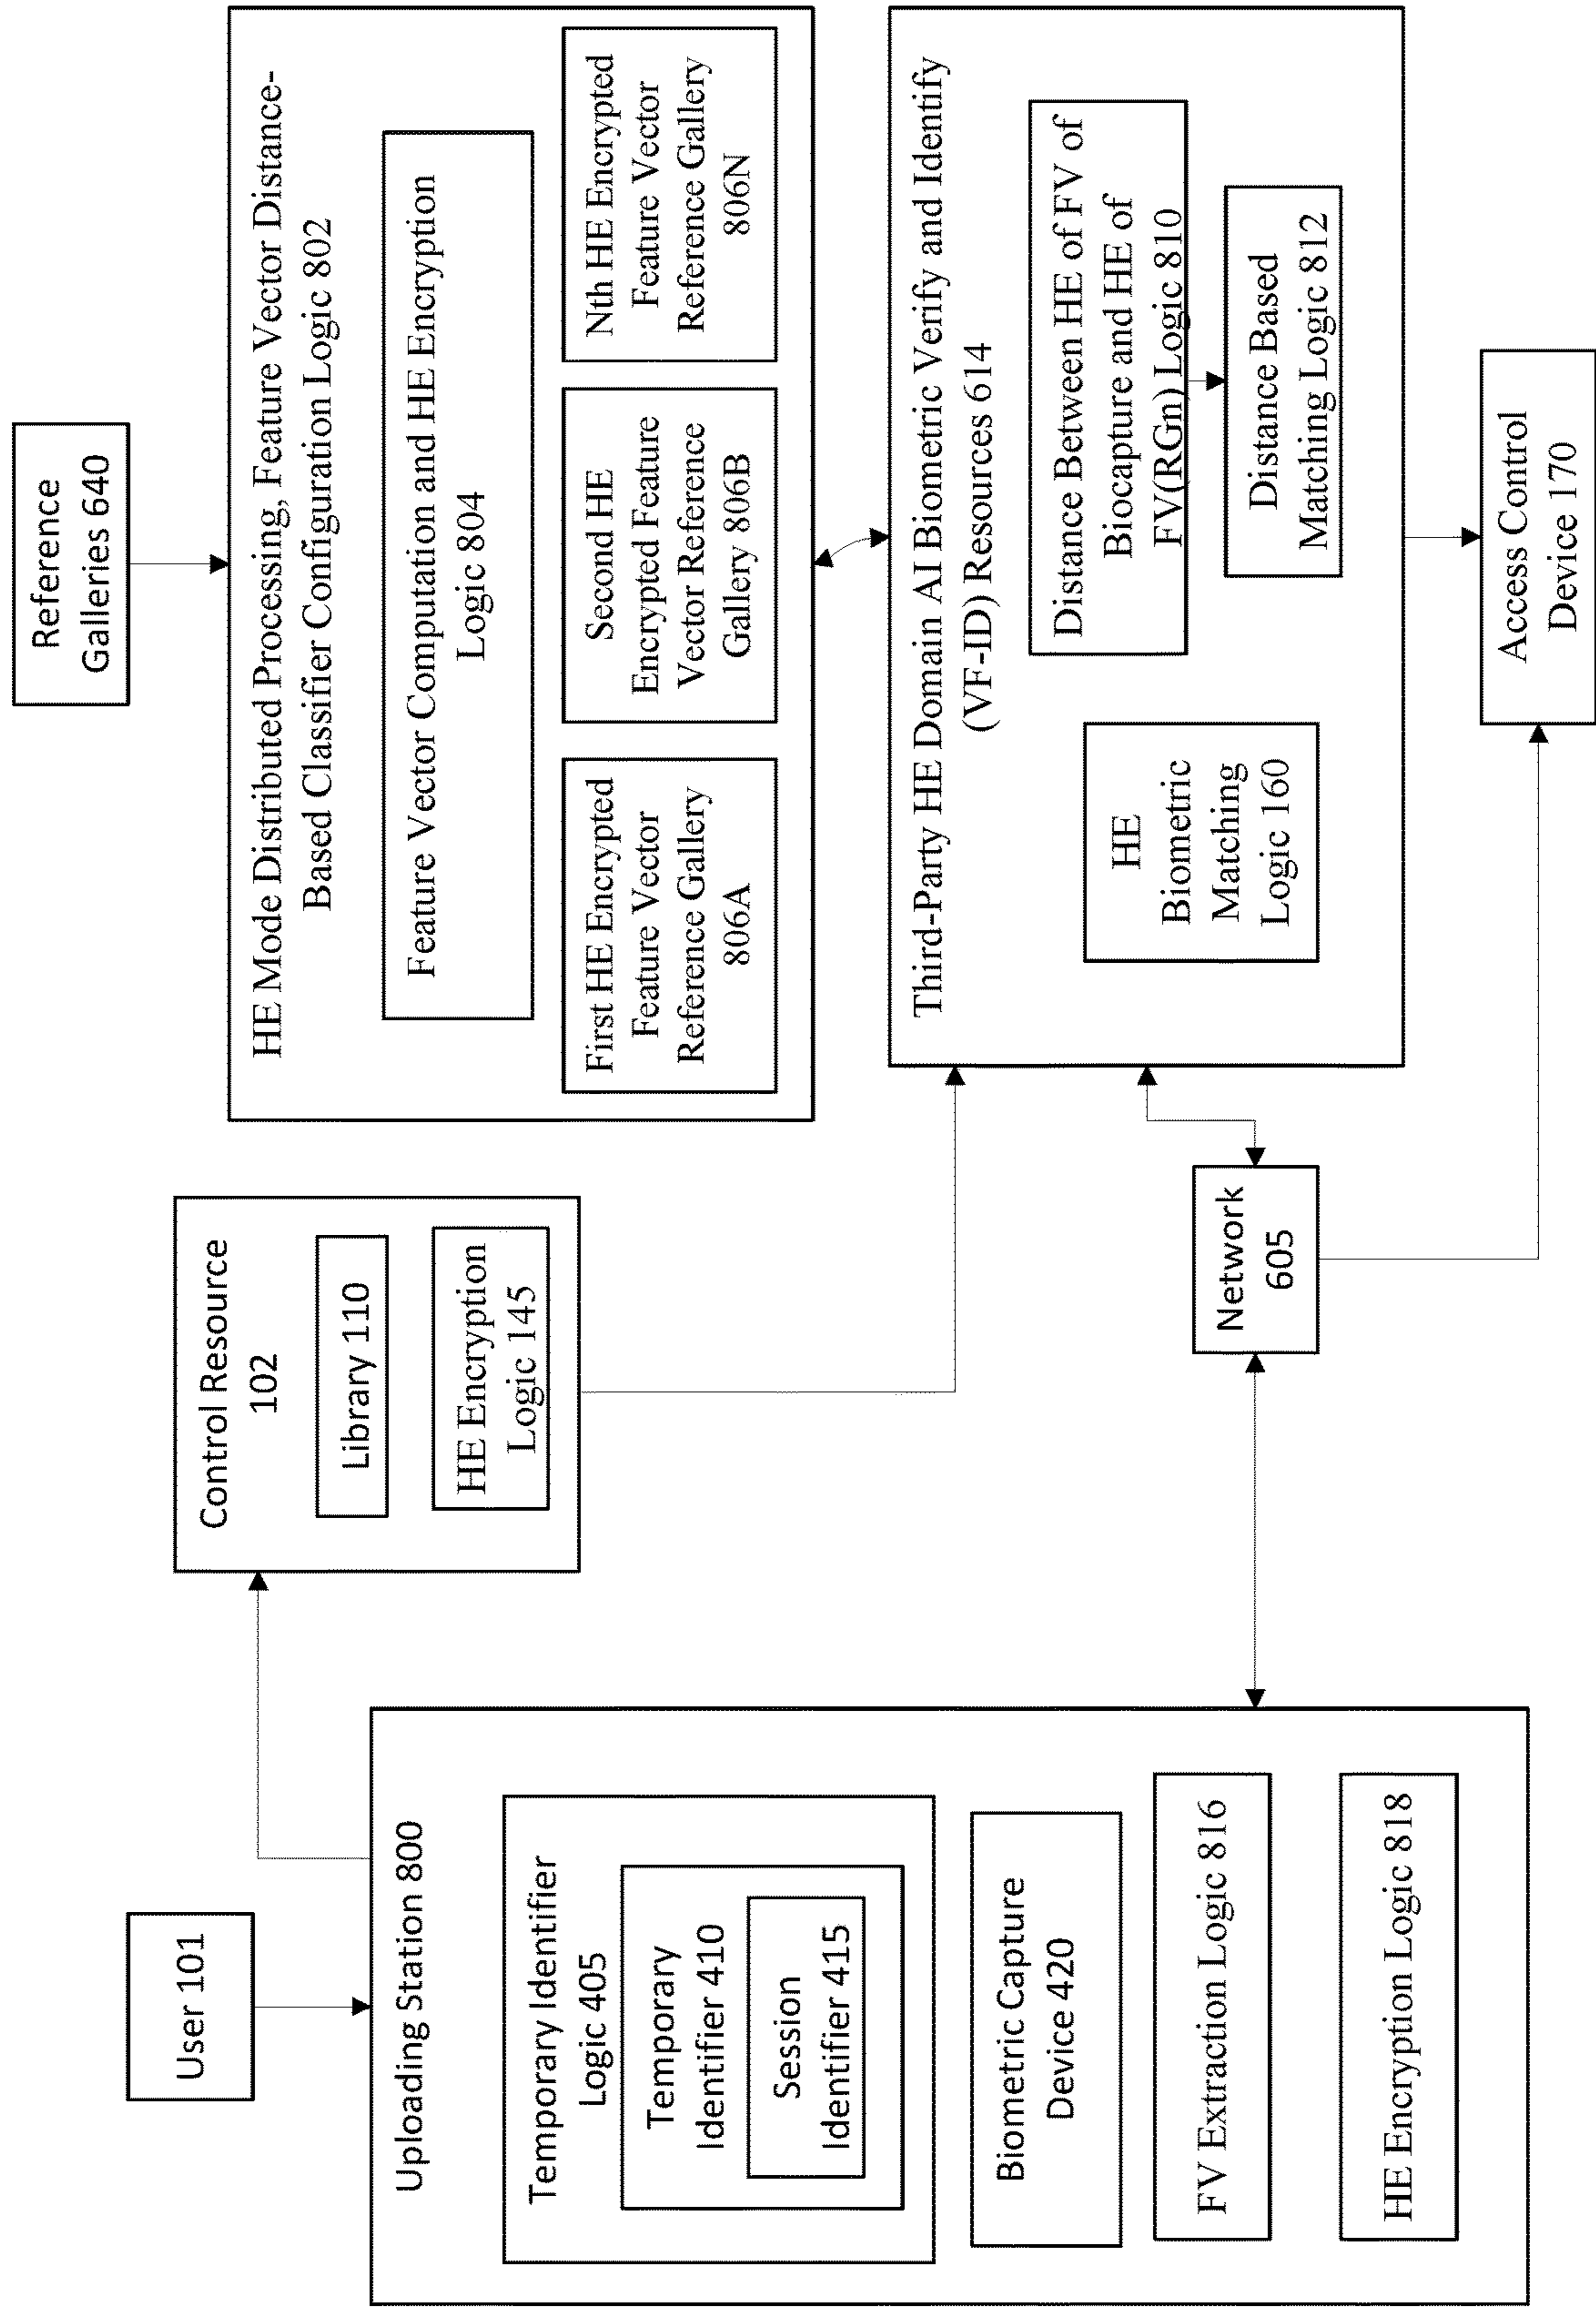 User 101
Uploading Station 800
Temporary Identifier
Logic 405
Temporary
Identifier 410
Session
Identifier 415
Biometric Capture
Device 420
FV Extraction Logic 816
HE Encryption Logic 818
Control Resource
102
Library 110
HE Encryption
Logic 145
Network
605
Reference
Galleries 640
HE Mode Distributed Processing, Feature Vector Distance-
Based Classifier Configuration Logic 802
Feature Vector Computation and HE Encryption
Logic 804
First HE Encrypted
Feature Vector
Reference Gallery
806A
Second HE
Encrypted Feature
Vector Reference
Gallery 806B
Nth HE Encrypted
Feature Vector
Reference Gallery
806N
Third-Party HE Domain AI Biometric Verify and Identify
(VF-ID) Resources 614
HE
Biometric
Matching
Logic 160
Distance Between HE of FV of
Biocapture and HE of
FV(RGn) Logic 810
Distance Based
Matching Logic 812
Access Control
Device 170